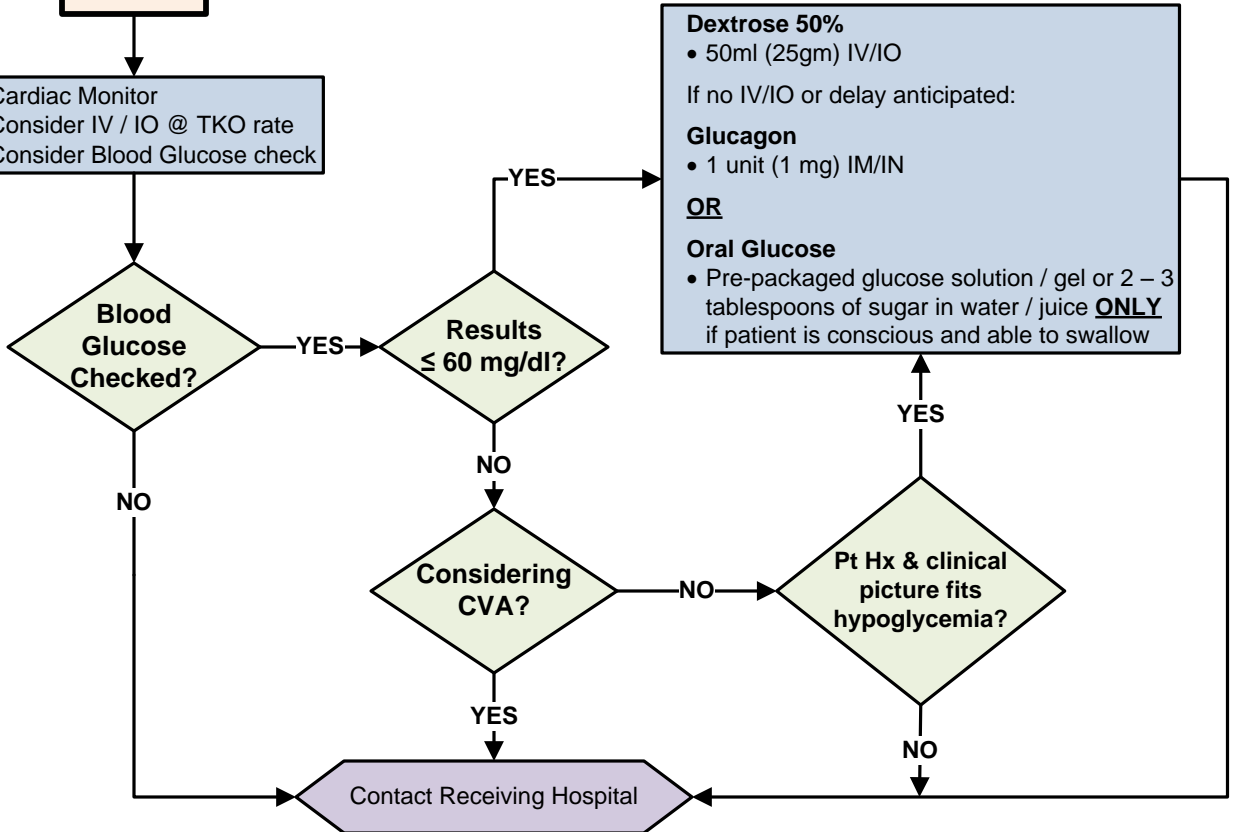 Cardiac Monitor
Consider IV / IO @ TKO rate
Consider Blood Glucose check
Blood
Glucose
Checked?
YES
NO
Results
≤ 60 mg/dl?
YES
NO
Dextrose 50%
• 50ml (25gm) IV/IO
If no IV/IO or delay anticipated:
Glucagon
• 1 unit (1 mg) IM/IN
OR
Oral Glucose
• Pre-packaged glucose solution / gel or 2 – 3
tablespoons of sugar in water / juice ONLY
if patient is conscious and able to swallow
Considering
CVA?
NO
YES
Pt Hx & clinical
picture fits
hypoglycemia?
YES
NO
Contact Receiving Hospital